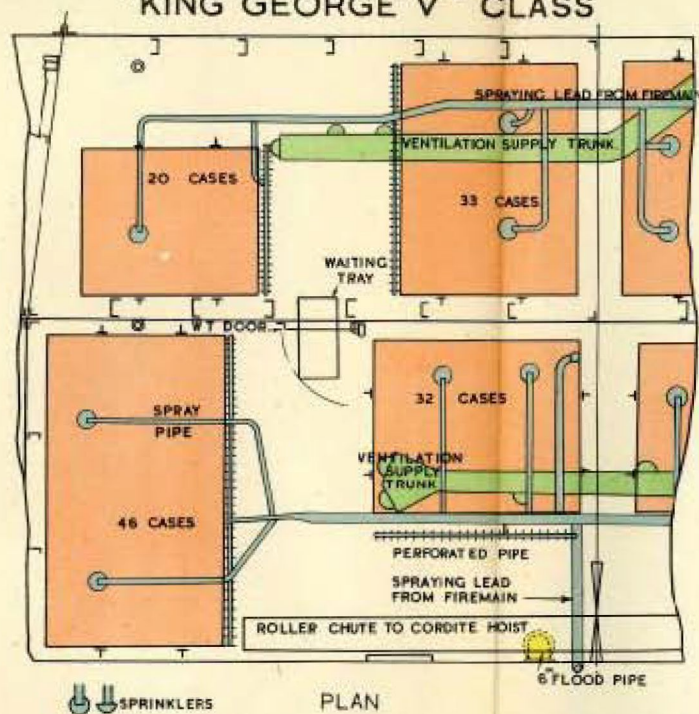 KING GEORGE V" CLASS
SPRAYING LEAD FROM FIREMAIN
VENTILATION SUPPLY TRUNK
20 CASES
33 CASES
WAITING
TRAY
W T DOOR
32 CASES
SPRAY
PIPE
VENTILATION
SUPPLY
TRUNK
46 CASES
PERFORATED PIPE
SPRAYING LEAD
FROM FIREMAIN
ROLLER CHUTE TO CORDITE HOIST
6" FLOOD PIPE
SPRINKLERS
PLAN